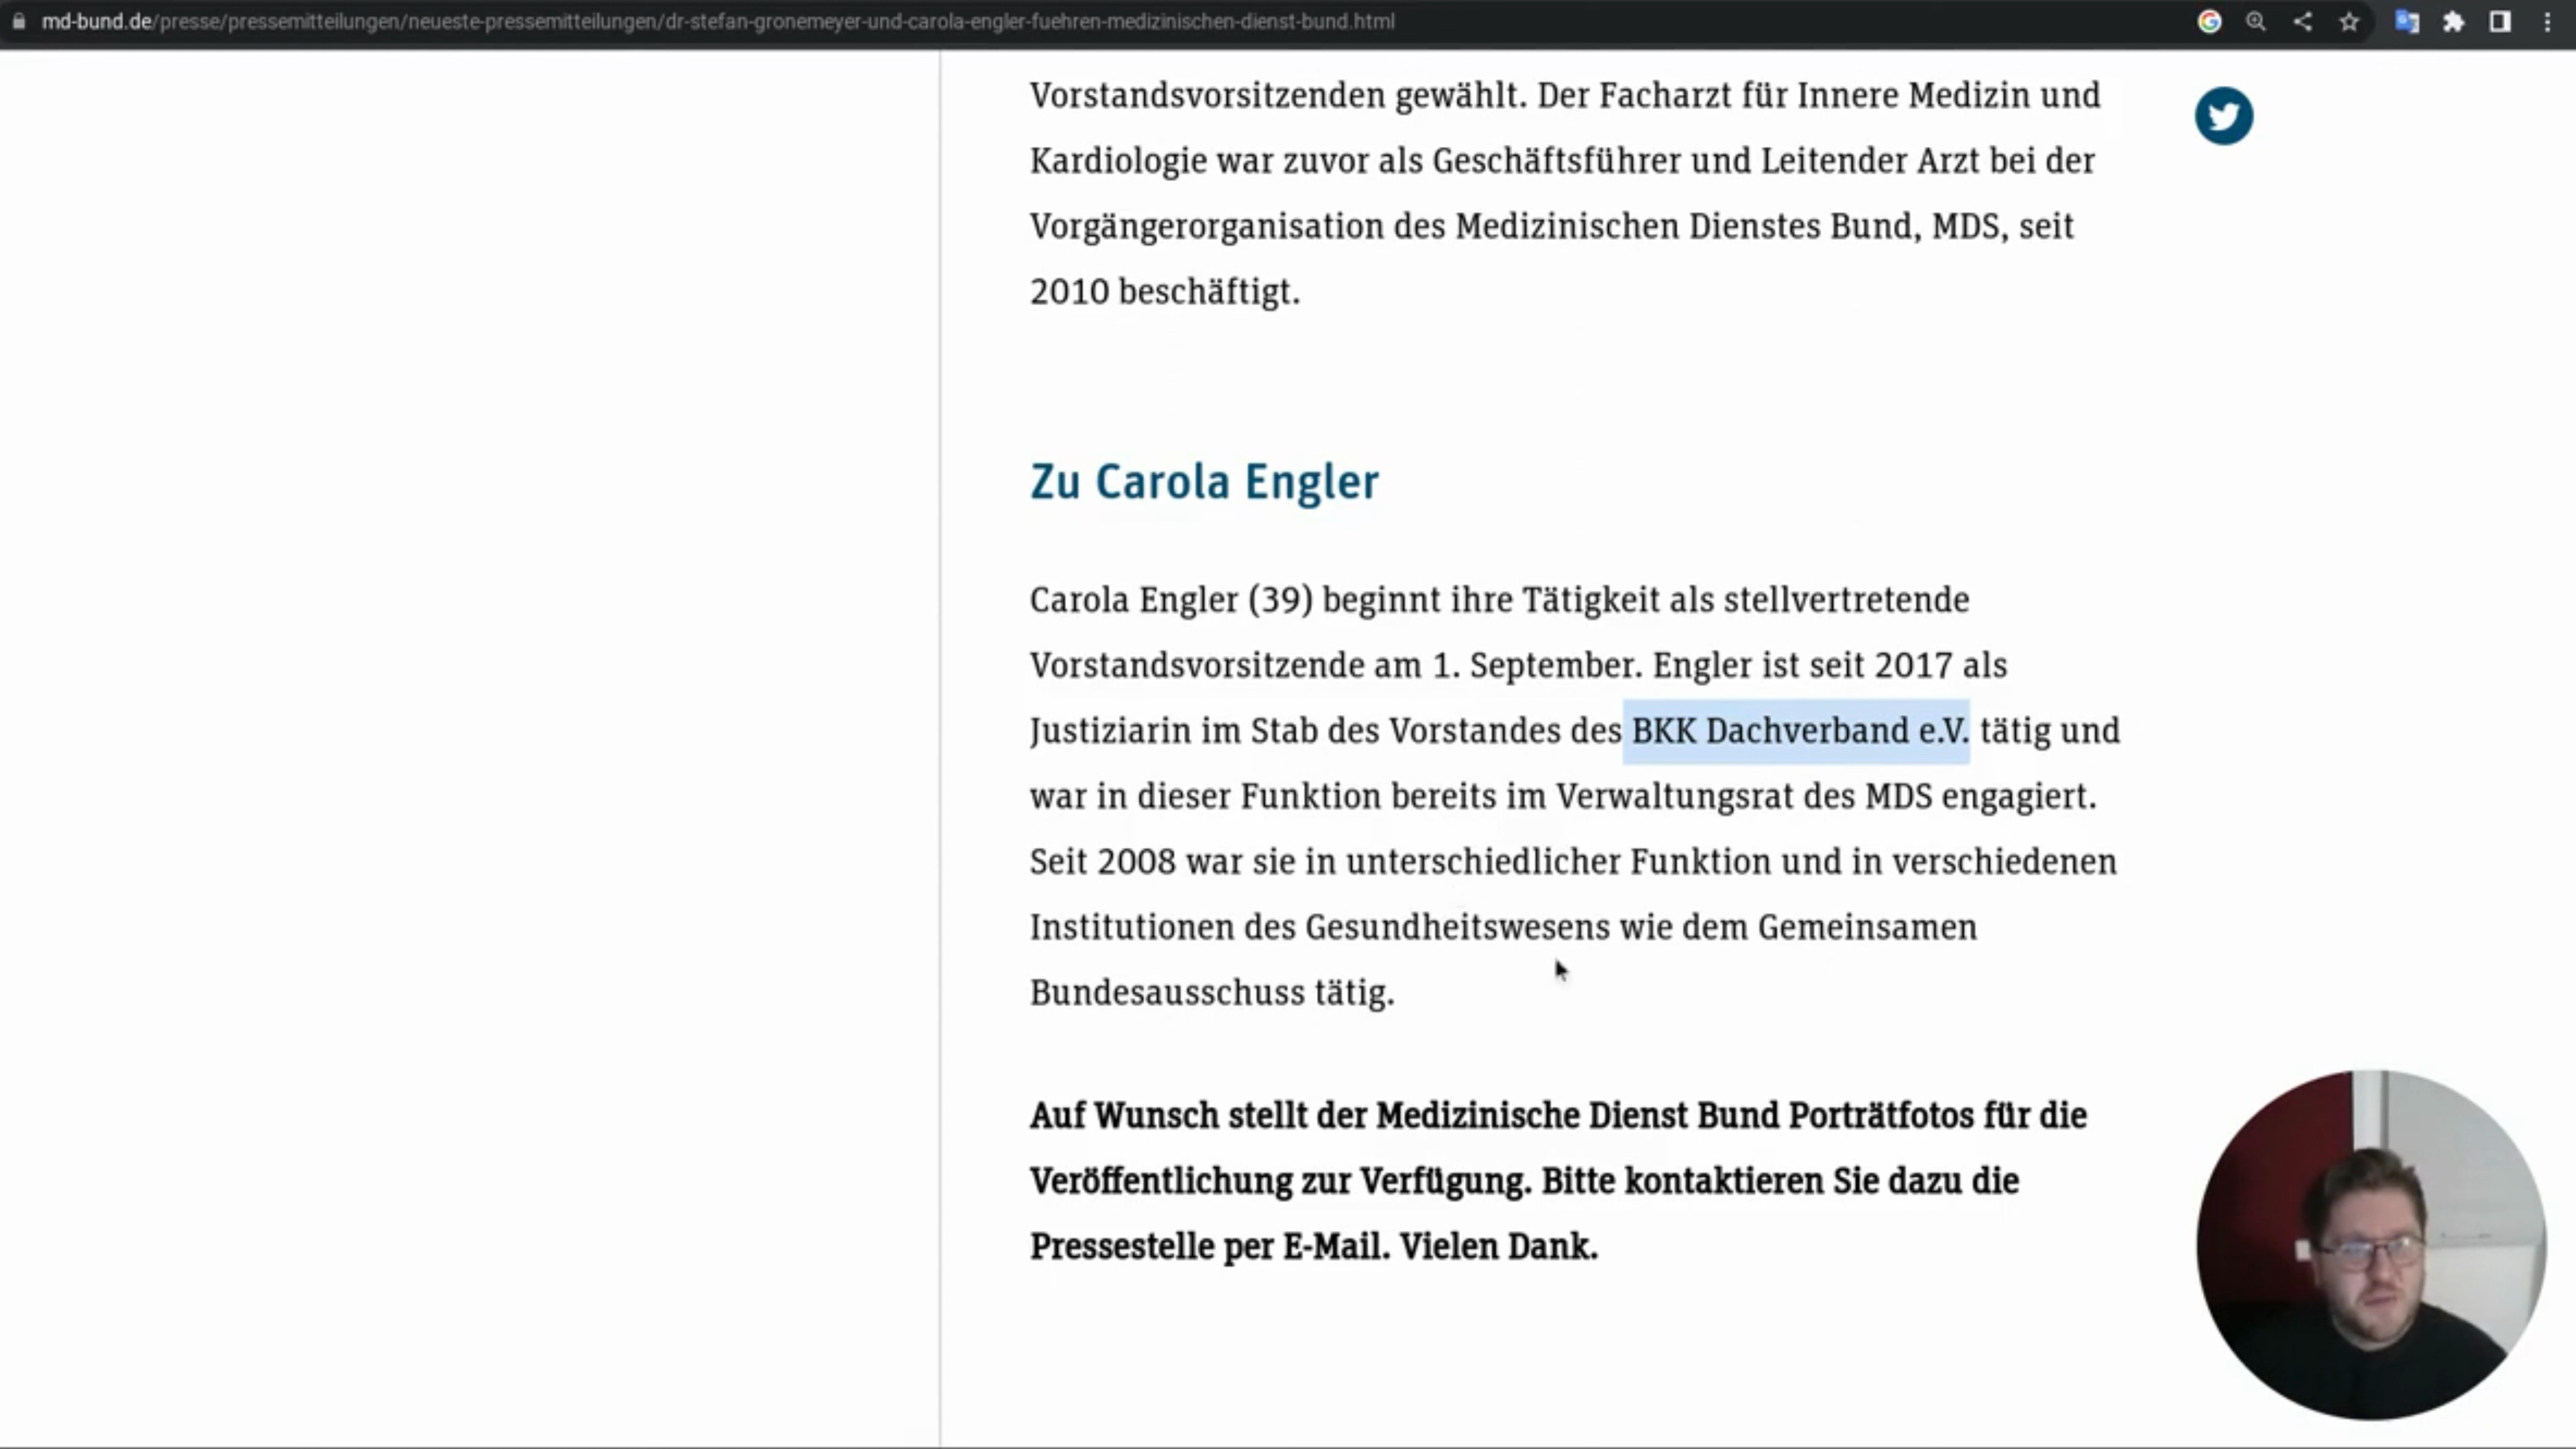 md-bund.de/presse/pressemitteilungen/neueste-pressemitteilungen/dr-stefan-gronemeyer-und-carola-engler-fuehren-medizinischen-dienst-bund.html
Vorstandsvorsitzenden gewählt. Der Facharzt für Innere Medizin und
Kardiologie war zuvor als Geschäftsführer und Leitender Arzt bei der
Vorgängerorganisation des Medizinischen Dienstes Bund, MDS, seit
2010 beschäftigt.
Zu Carola Engler
Carola Engler (39) beginnt ihre Tätigkeit als stellvertretende
Vorstandsvorsitzende am 1. September. Engler ist seit 2017 als
Justiziarin im Stab des Vorstandes des BKK Dachverband e.V. tätig und
war in dieser Funktion bereits im Verwaltungsrat des MDS engagiert.
Seit 2008 war sie in unterschiedlicher Funktion und in verschiedenen
Institutionen des Gesundheitswesens wie dem Gemeinsamen
Bundesausschuss tätig.
Auf Wunsch stellt der Medizinische Dienst Bund Porträtfotos für die
Veröffentlichung zur Verfügung. Bitte kontaktieren Sie dazu die
Pressestelle per E-Mail. Vielen Dank.